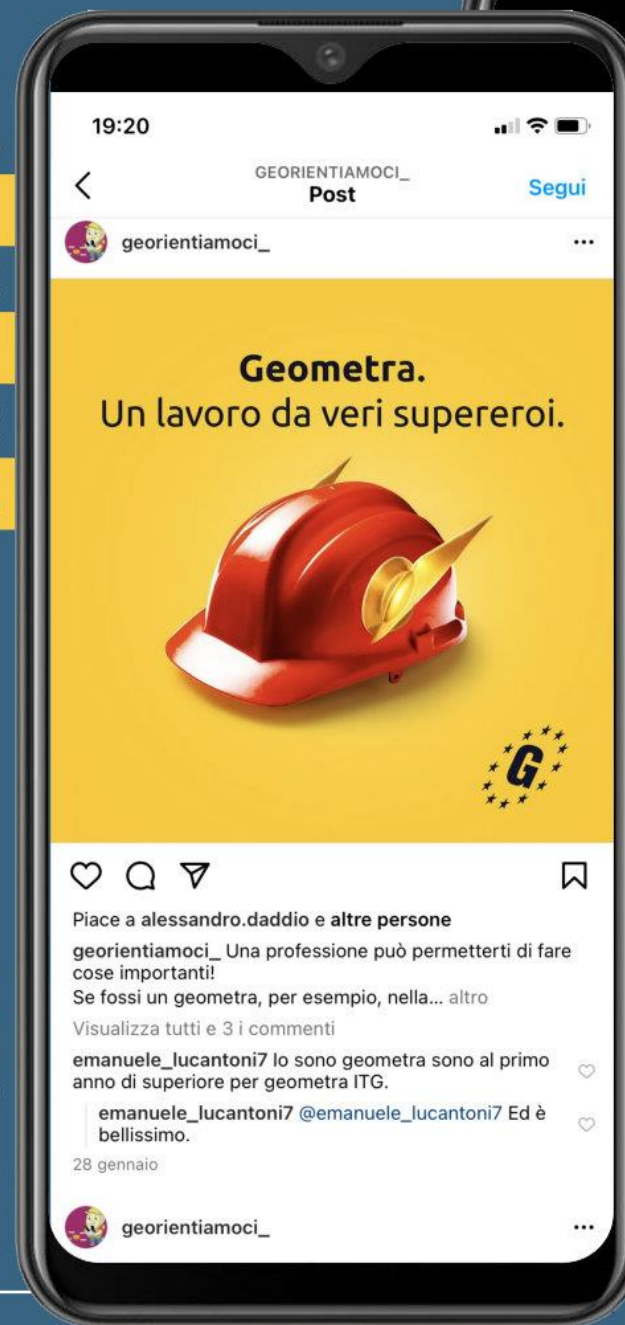 19:20
GEORIENTIAMOCI_
Post
Segui
georientiamoci_
Geometra.
Un lavoro da veri supereroi.
G
Piace a alessandro.daddio e altre persone
georientiamoci_ Una professione può permetterti di fare
cose importanti!
Se fossi un geometra, per esempio, nella... altro
Visualizza tutti e 3 i commenti
emanuele_lucantoni7 Io sono geometra sono al primo
anno di superiore per geometra ITG.
emanuele_lucantoni7 @emanuele_lucantoni7 Ed è
bellissimo.
28 gennaio
georientiamoci_